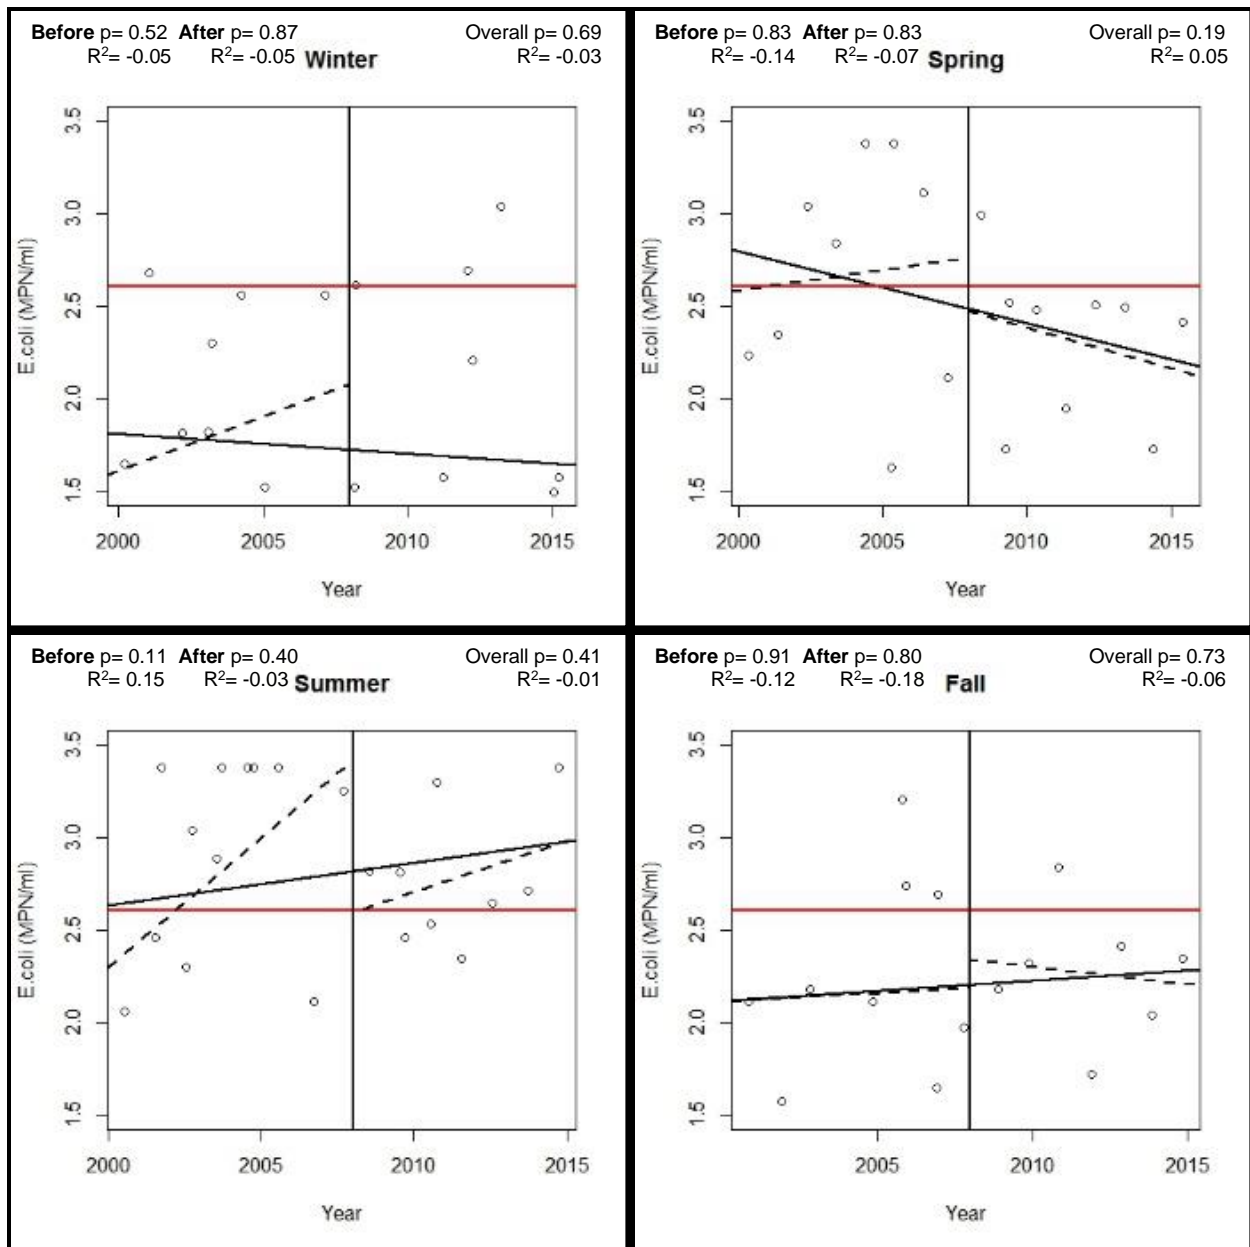 Before p= 0.52 After p= 0.87 Overall p= 0.69
R²= -0.05 R²= -0.05 Winter R²= -0.03
3.5
3.0
2.5
2.0
1.5
E.coli (MPN/ml)
2000 2005 2010 2015
Year
Before p= 0.83 After p= 0.83 Overall p= 0.19
R²= -0.14 R²= -0.07 Spring R²= 0.05
3.5
3.0
2.5
2.0
1.5
E.coli (MPN/ml)
2000 2005 2010 2015
Year
Before p= 0.11 After p= 0.40 Overall p= 0.41
R²= 0.15 R²= -0.03 Summer R²= -0.01
3.5
3.0
2.5
2.0
1.5
E.coli (MPN/ml)
2000 2005 2010 2015
Year
Before p= 0.91 After p= 0.80 Overall p= 0.73
R²= -0.12 R²= -0.18 Fall R²= -0.06
3.5
3.0
2.5
2.0
1.5
E.coli (MPN/ml)
2005 2010 2015
Year